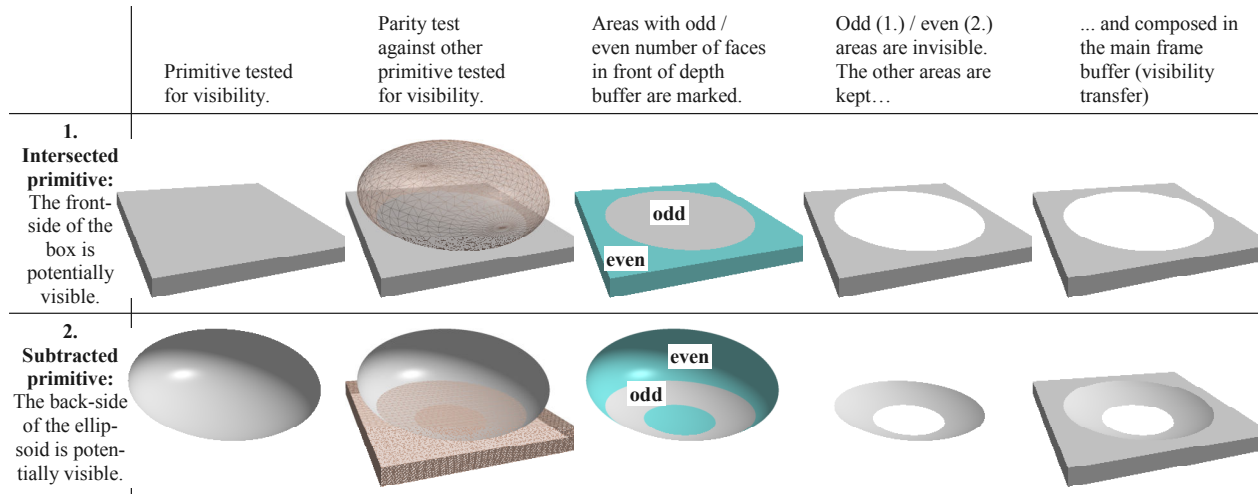 Primitive tested
for visibility.
Parity test
against other
primitive tested
for visibility.
Areas with odd /
even number of faces
in front of depth
buffer are marked.
Odd (1.) / even (2.)
areas are invisible.
The other areas are
kept…
... and composed in
the main frame
buffer (visibility
transfer)
1.
Intersected
primitive:
The front-
side of the
box is
potentially
visible.
odd
even
2.
Subtracted
primitive:
The back-side
of the ellip-
soid is poten-
tially visible.
even
odd